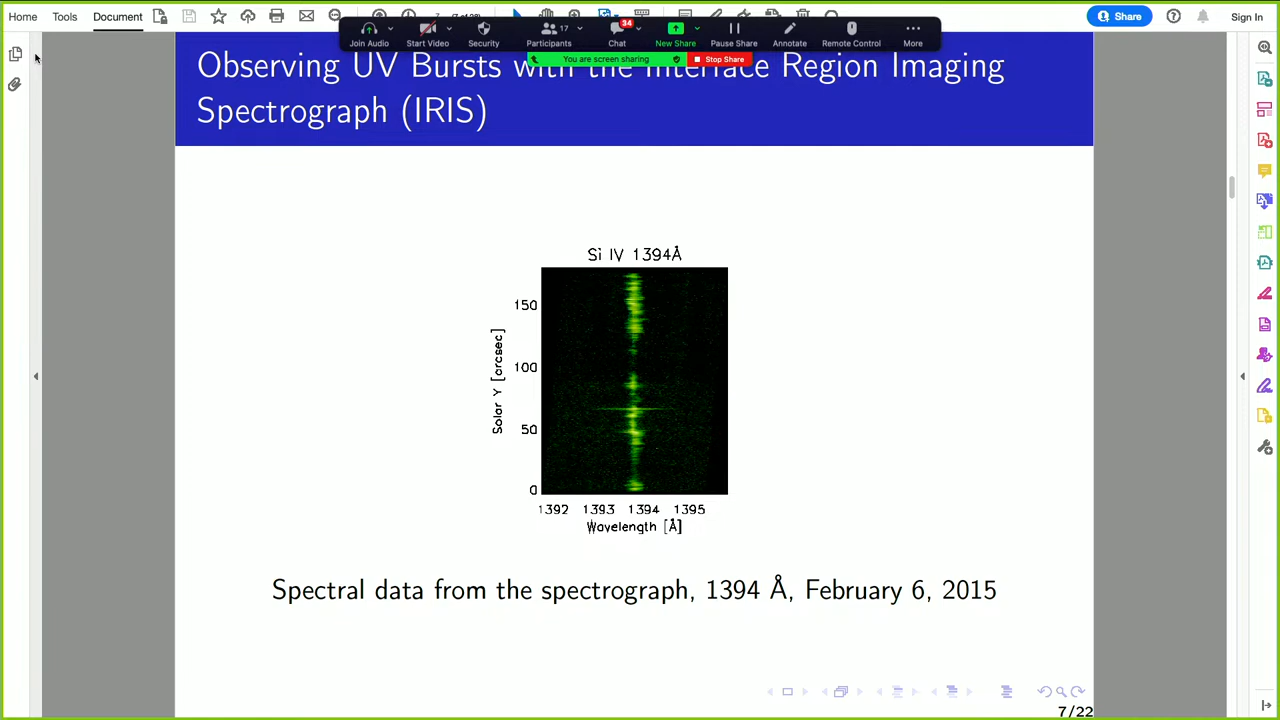 Home Tools Document
Share
Sign In
Join Audio Start Video Security Participants 17 Chat 34 New Share Pause Share Annotate Remote Control More
You are screen sharing Stop Share
Observing UV Bursts with the Interface Region Imaging
Spectrograph (IRIS)
Si IV 1394Å
150
100
50
0
Solar Y [arcsec]
1392 1393 1394 1395
Wavelength [Å]
Spectral data from the spectrograph, 1394 Å, February 6, 2015
7/22